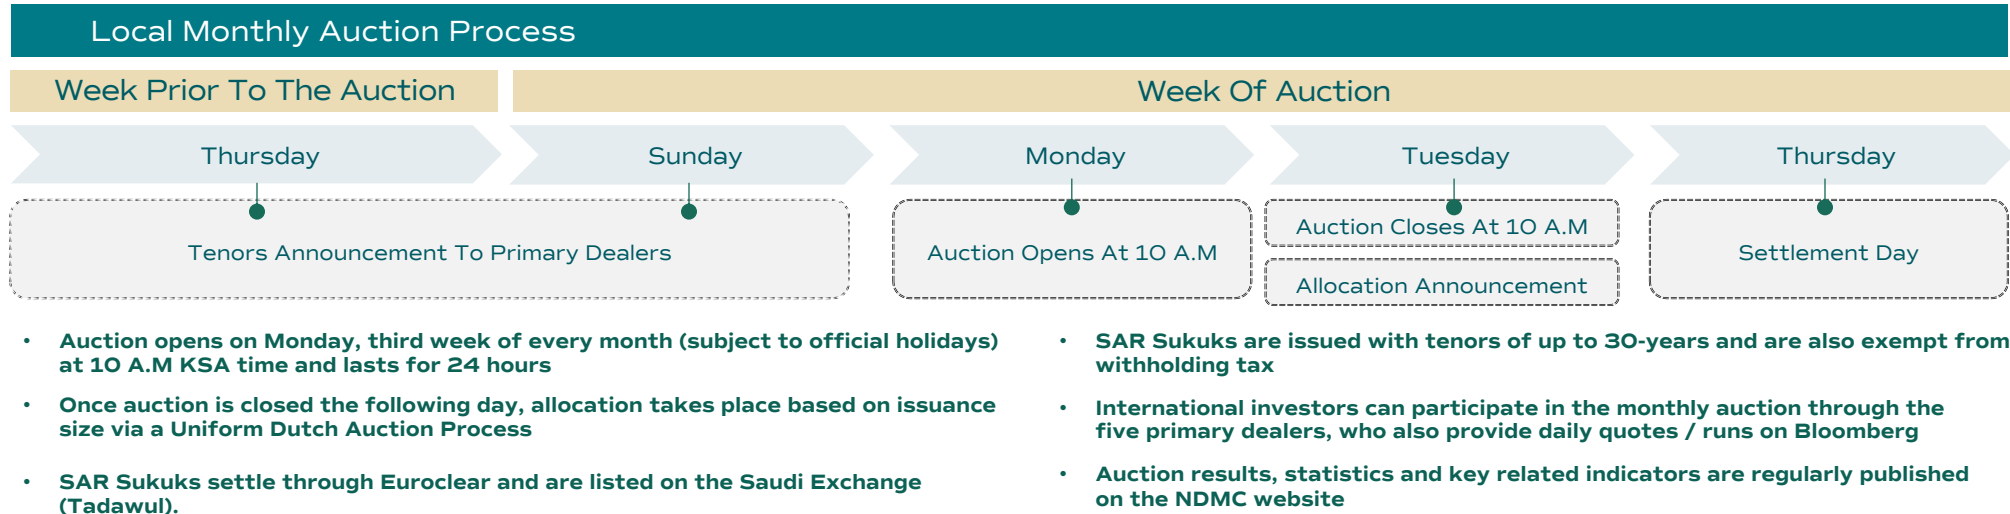 Local Monthly Auction Process
Week Prior To The Auction
Week Of Auction
Thursday
Sunday
Monday
Tuesday
Thursday
Tenors Announcement To Primary Dealers
Auction Opens At 10 A.M
Auction Closes At 10 A.M
Allocation Announcement
Settlement Day
• Auction opens on Monday, third week of every month (subject to official holidays)
at 10 A.M KSA time and lasts for 24 hours
• Once auction is closed the following day, allocation takes place based on issuance
size via a Uniform Dutch Auction Process
• SAR Sukuks settle through Euroclear and are listed on the Saudi Exchange
(Tadawul).
• SAR Sukuks are issued with tenors of up to 30-years and are also exempt from
withholding tax
• International investors can participate in the monthly auction through the
five primary dealers, who also provide daily quotes / runs on Bloomberg
• Auction results, statistics and key related indicators are regularly published
on the NDMC website